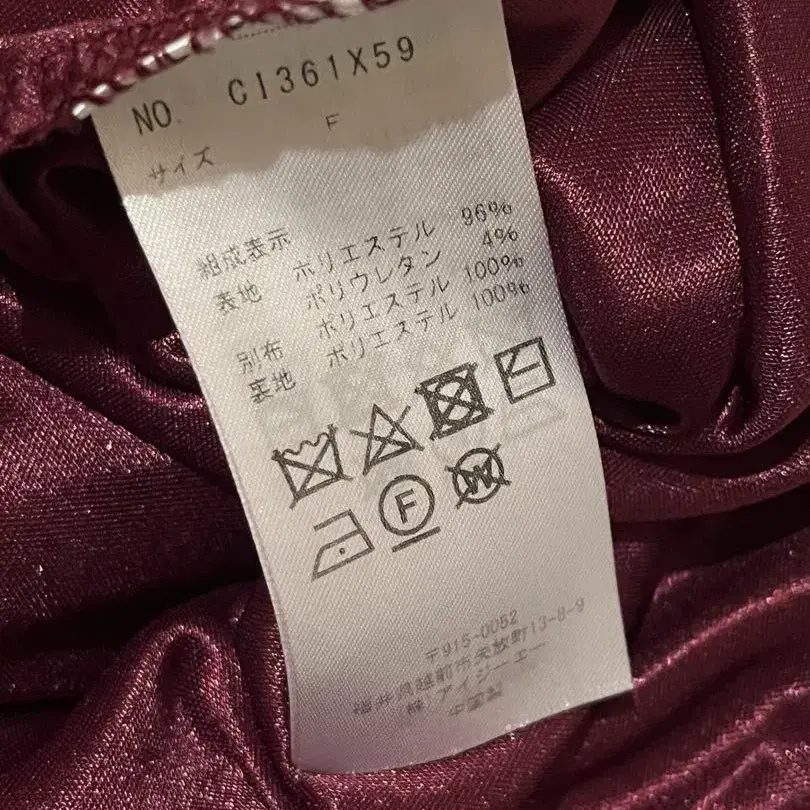 NO. CI361X59
サイズ F
組成表示
表地 ポリエステル 96%
ポリウレタン 4%
別布 ポリエステル 100%
裏地 ポリエステル 100%
F
W
〒915-0052
福井県越前市矢放町13-8-9
株) アイジーエー
中国製